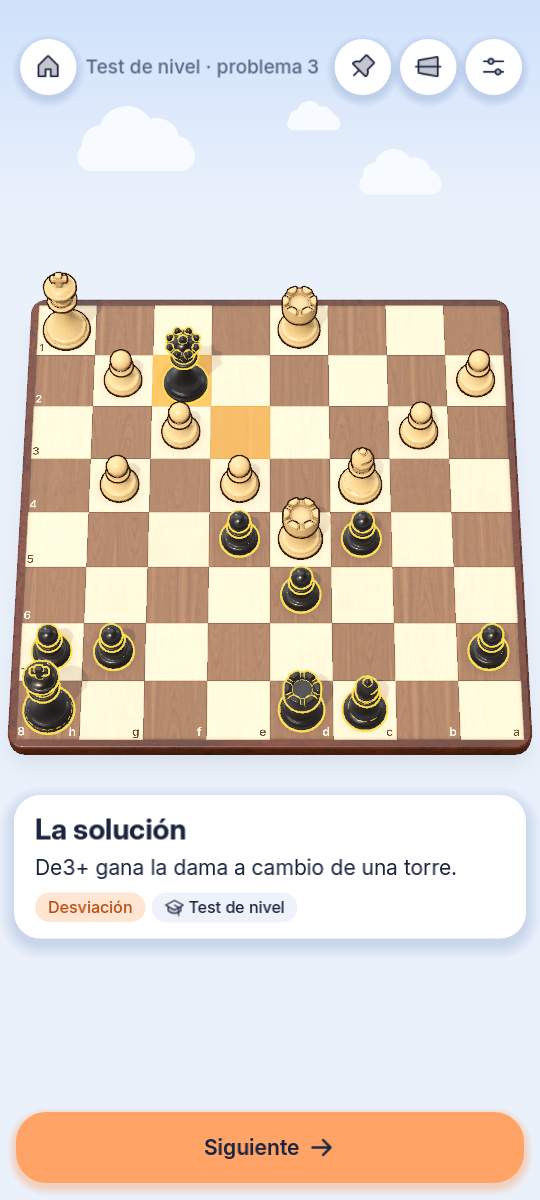 Test de nivel · problema 3
1
2
3
4
5
6
8 h g f e d c b a
La solución
De3+ gana la dama a cambio de una torre.
Desviación
Test de nivel
Siguiente →